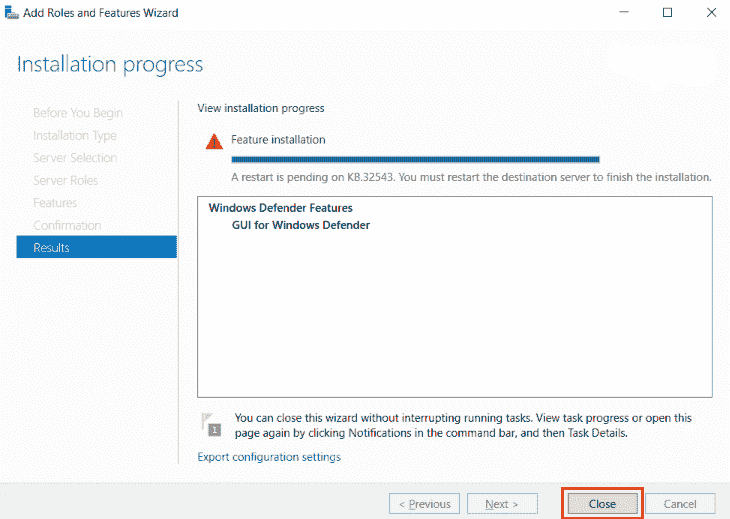 Add Roles and Features Wizard
Installation progress
Before You Begin
Installation Type
Server Selection
Server Roles
Features
Confirmation
Results
View installation progress
Feature installation
A restart is pending on K8.32543. You must restart the destination server to finish the installation.
Windows Defender Features
GUI for Windows Defender
1
You can close this wizard without interrupting running tasks. View task progress or open this
page again by clicking Notifications in the command bar, and then Task Details.
Export configuration settings
< Previous
Next >
Close
Cancel